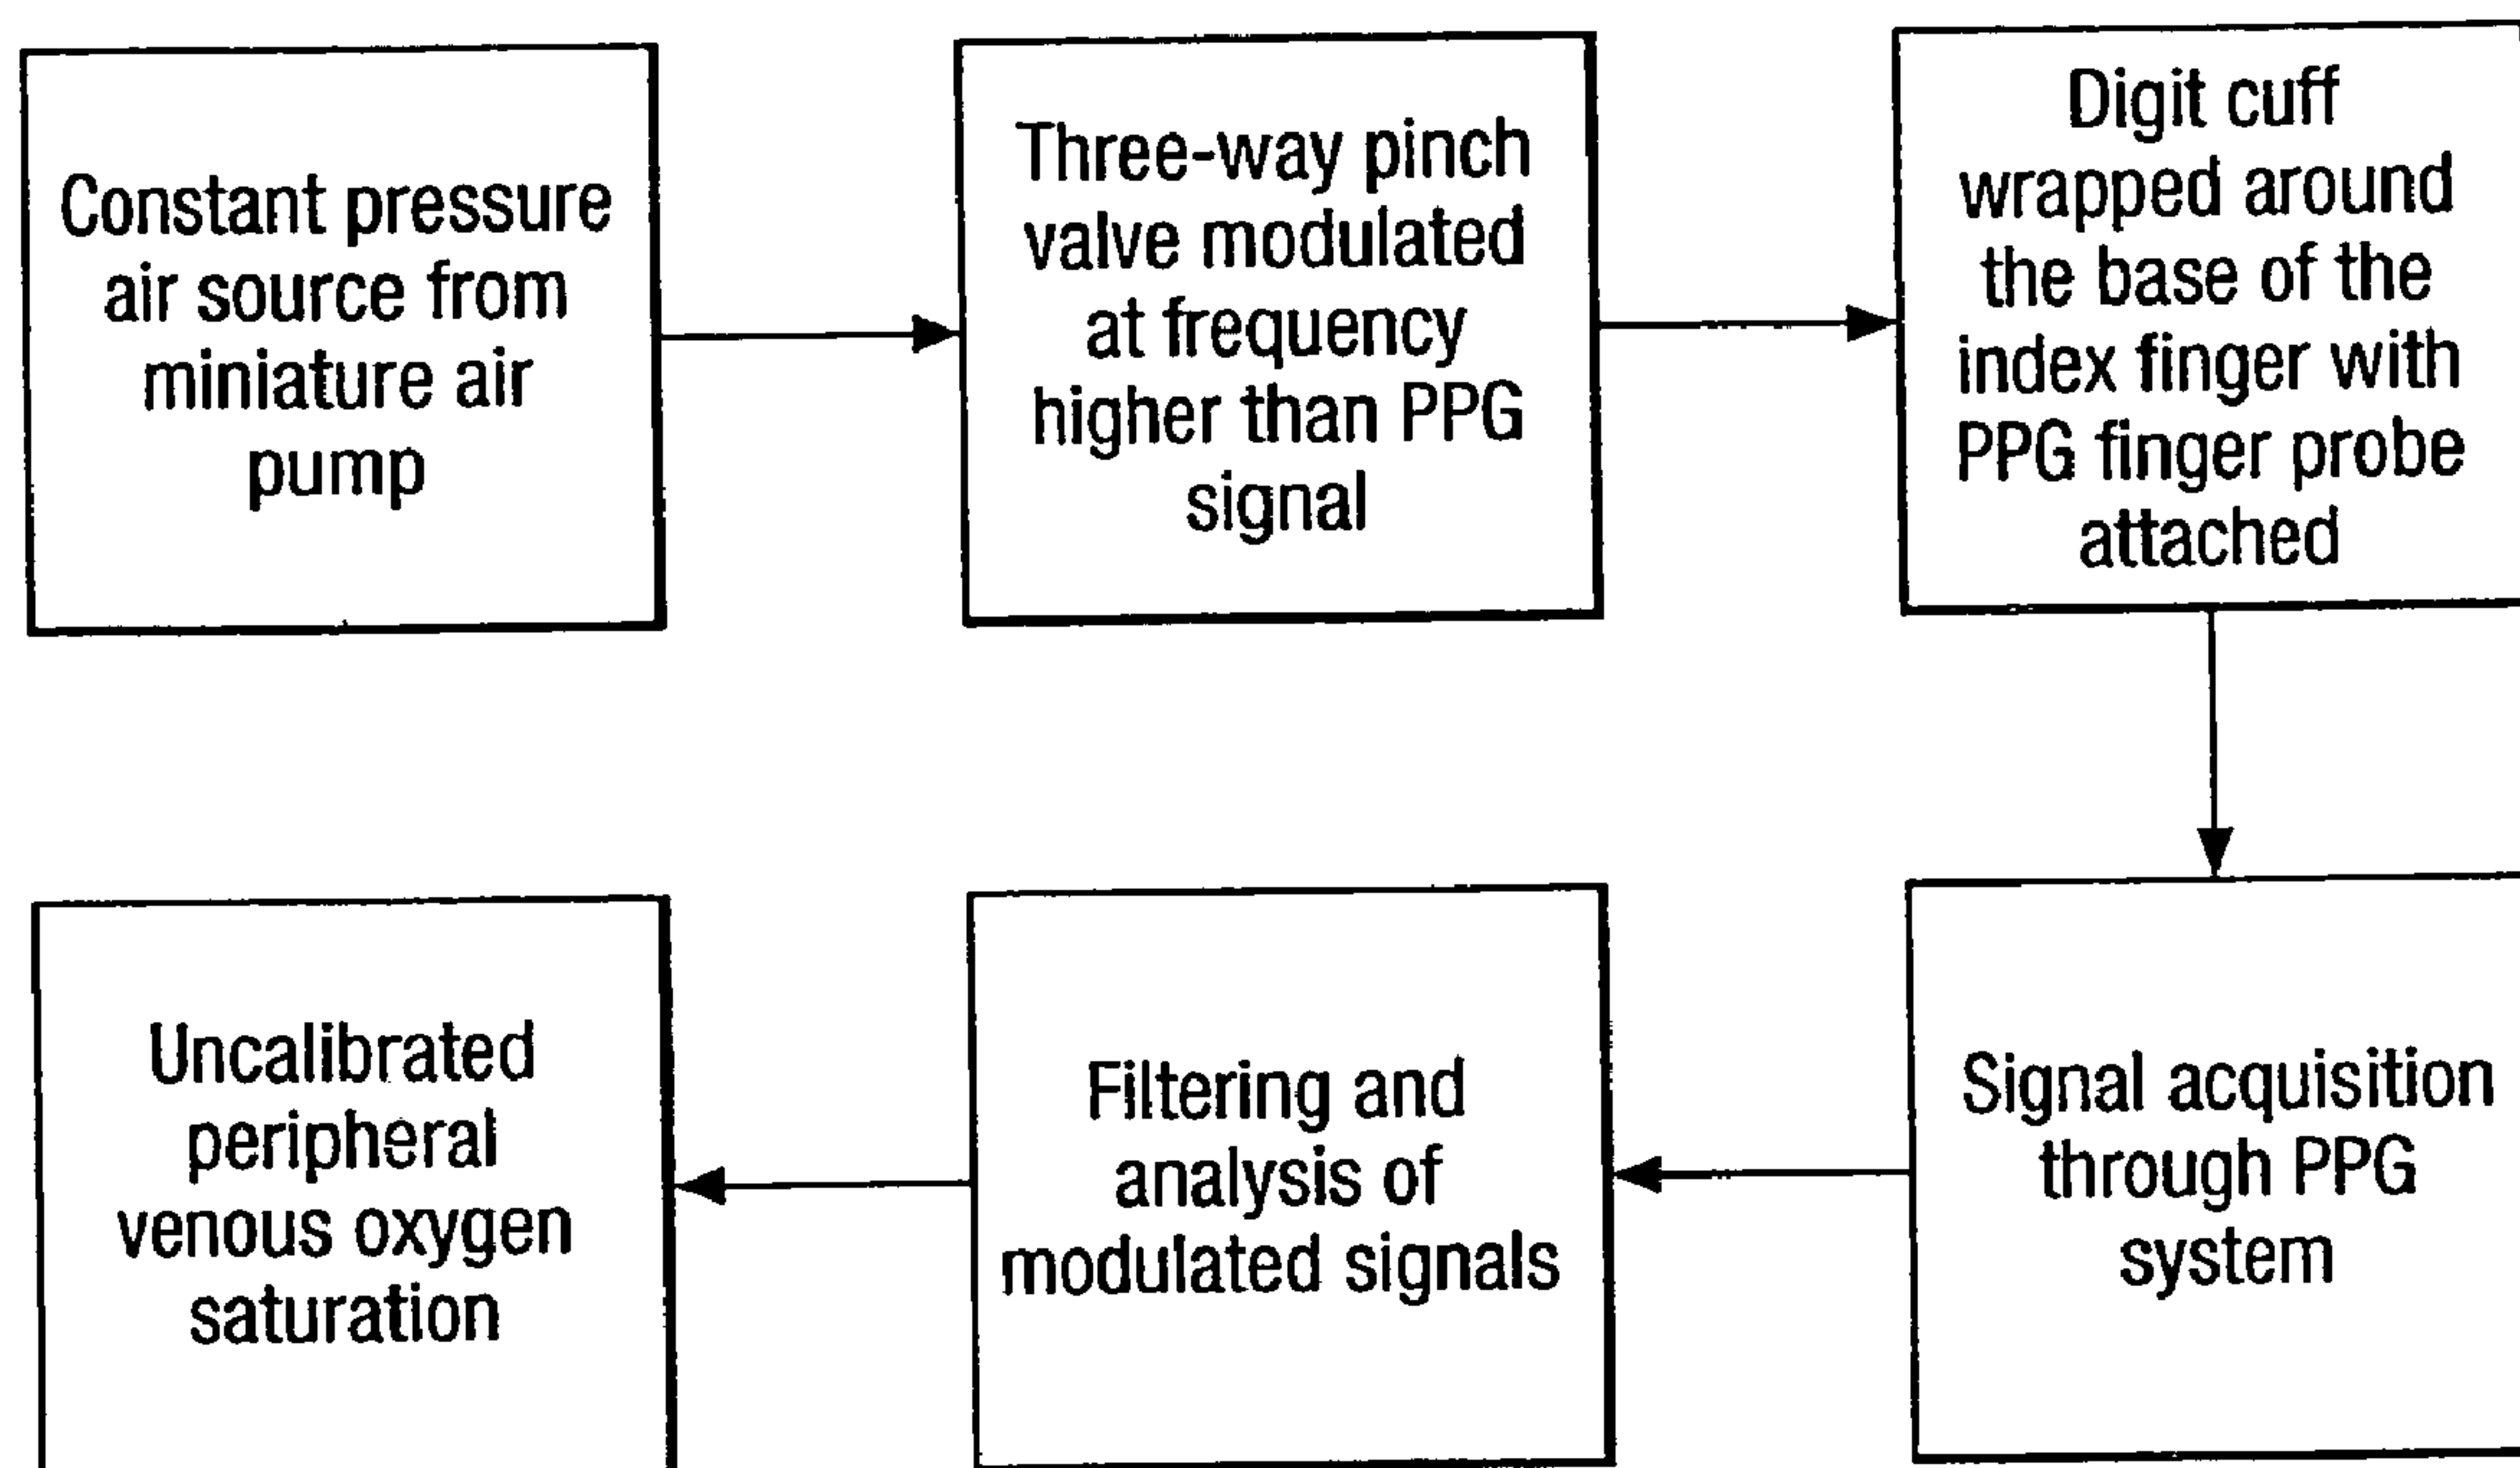 Constant pressure
air source from
miniature air
pump
Three-way pinch
valve modulated
at frequency
higher than PPG
signal
Digit cuff
wrapped around
the base of the
index finger with
PPG finger probe
attached
Signal acquisition
through PPG
system
Filtering and
analysis of
modulated signals
Uncalibrated
peripheral
venous oxygen
saturation